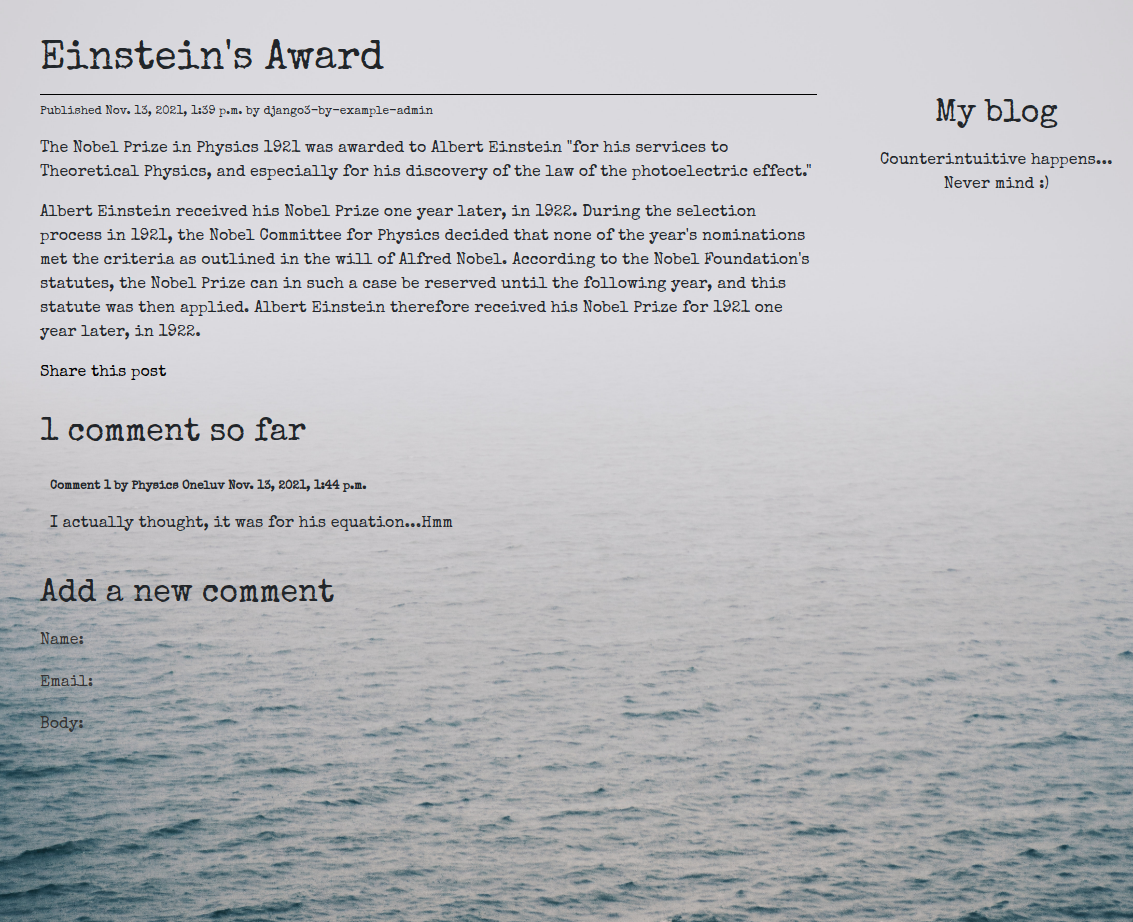 Einstein's Award
Published Nov. 13, 2021, 1:39 p.m. by django3-by-example-admin
The Nobel Prize in Physics 1921 was awarded to Albert Einstein "for his services to
Theoretical Physics, and especially for his discovery of the law of the photoelectric effect."
Albert Einstein received his Nobel Prize one year later, in 1922. During the selection
process in 1921, the Nobel Committee for Physics decided that none of the year's nominations
met the criteria as outlined in the will of Alfred Nobel. According to the Nobel Foundation's
statutes, the Nobel Prize can in such a case be reserved until the following year, and this
statute was then applied. Albert Einstein therefore received his Nobel Prize for 1921 one
year later, in 1922.
Share this post
1 comment so far
Comment 1 by Physics Oneluv Nov. 13, 2021, 1:44 p.m.
I actually thought, it was for his equation...Hmm
Add a new comment
Name:
Email:
Body:
My blog
Counterintuitive happens...
Never mind :)